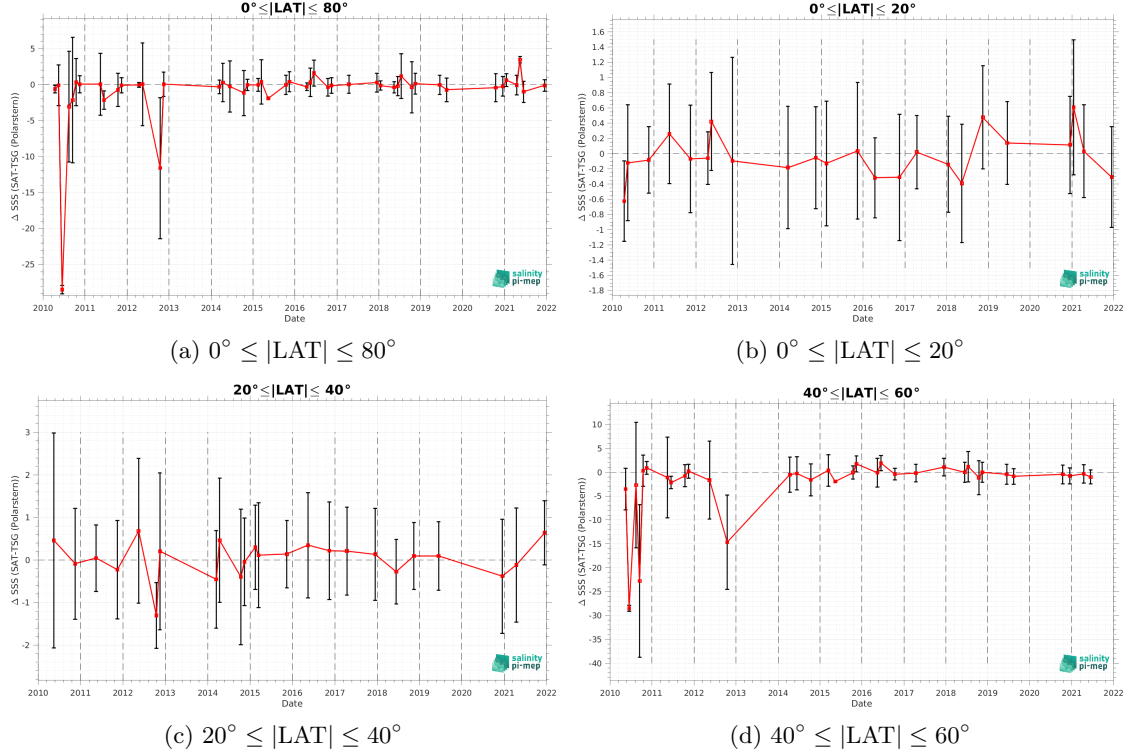 0°≤|LAT|≤ 80°
Δ SSS (SAT-TSG (Polarstern))
5
0
-5
-10
-15
-20
-25
2010 2011 2012 2013 2014 2015 2016 2017 2018 2019 2020 2021 2022
Date
salinity
pi-mep
(a) 0° ≤ |LAT| ≤ 80°
0°≤|LAT|≤ 20°
Δ SSS (SAT-TSG (Polarstern))
1.6
1.4
1.2
1
0.8
0.6
0.4
0.2
0
-0.2
-0.4
-0.6
-0.8
-1
-1.2
-1.4
-1.6
-1.8
2010 2011 2012 2013 2014 2015 2016 2017 2018 2019 2020 2021 2022
Date
salinity
pi-mep
(b) 0° ≤ |LAT| ≤ 20°
20°≤|LAT|≤ 40°
Δ SSS (SAT-TSG (Polarstern))
3
2
1
0
-1
-2
2010 2011 2012 2013 2014 2015 2016 2017 2018 2019 2020 2021 2022
Date
salinity
pi-mep
(c) 20° ≤ |LAT| ≤ 40°
40°≤|LAT|≤ 60°
Δ SSS (SAT-TSG (Polarstern))
10
5
0
-5
-10
-15
-20
-25
-30
-35
-40
2010 2011 2012 2013 2014 2015 2016 2017 2018 2019 2020 2021 2022
Date
salinity
pi-mep
(d) 40° ≤ |LAT| ≤ 60°